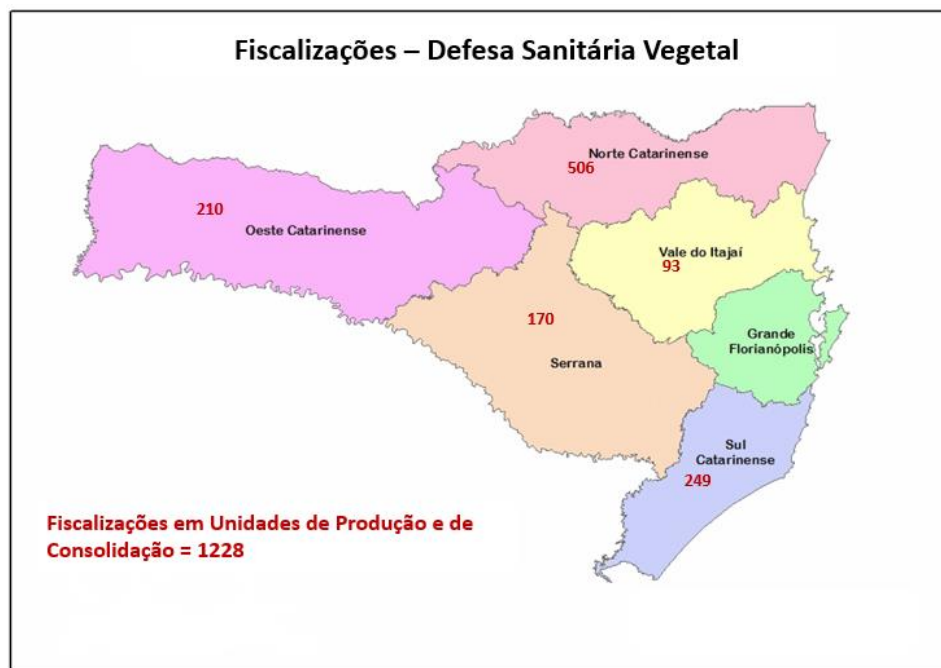 Fiscalizações – Defesa Sanitária Vegetal
Norte Catarinense
506
210
Oeste Catarinense
Vale do Itajaí
93
170
Serrana
Grande
Florianópolis
Sul
Catarinense
249
Fiscalizações em Unidades de Produção e de
Consolidação = 1228